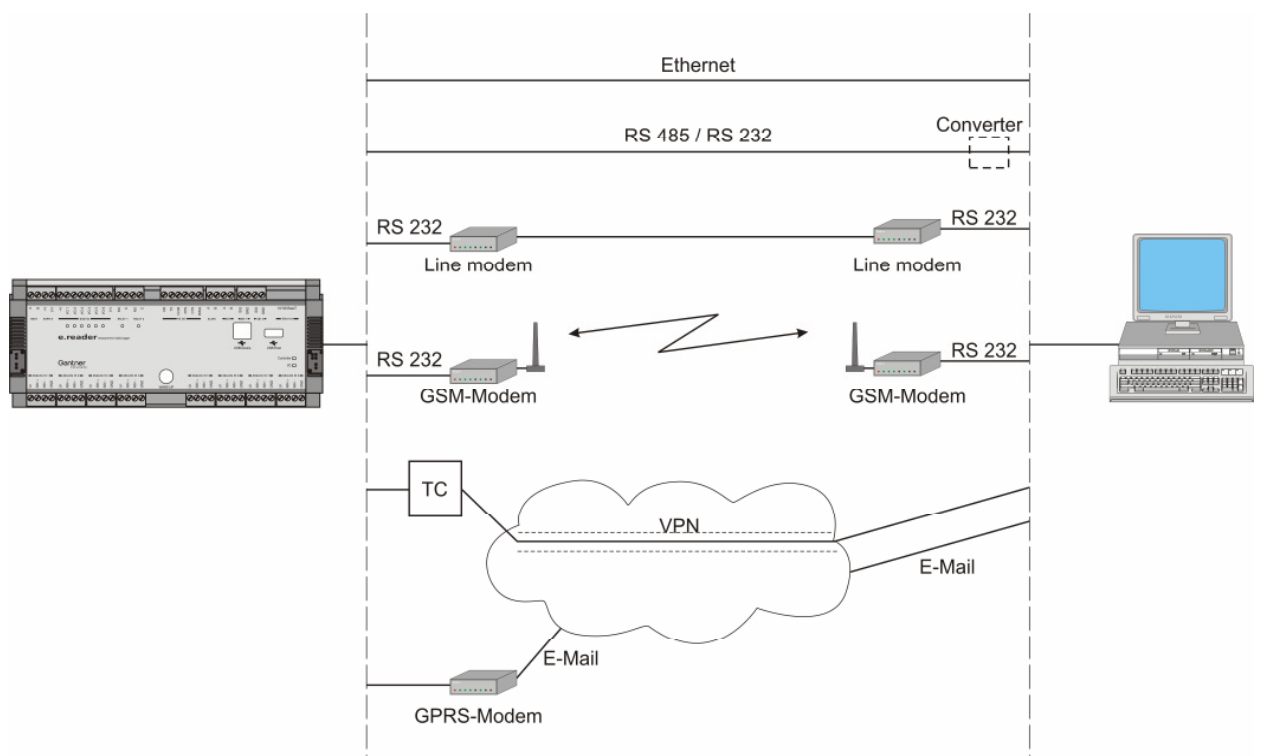 Ethernet
RS 485 / RS 232
Converter
RS 232
RS 232
Line modem
Line modem
e.reader
Gantner
RS 232
RS 232
GSM-Modem
GSM-Modem
TC
VPN
E-Mail
E-Mail
GPRS-Modem